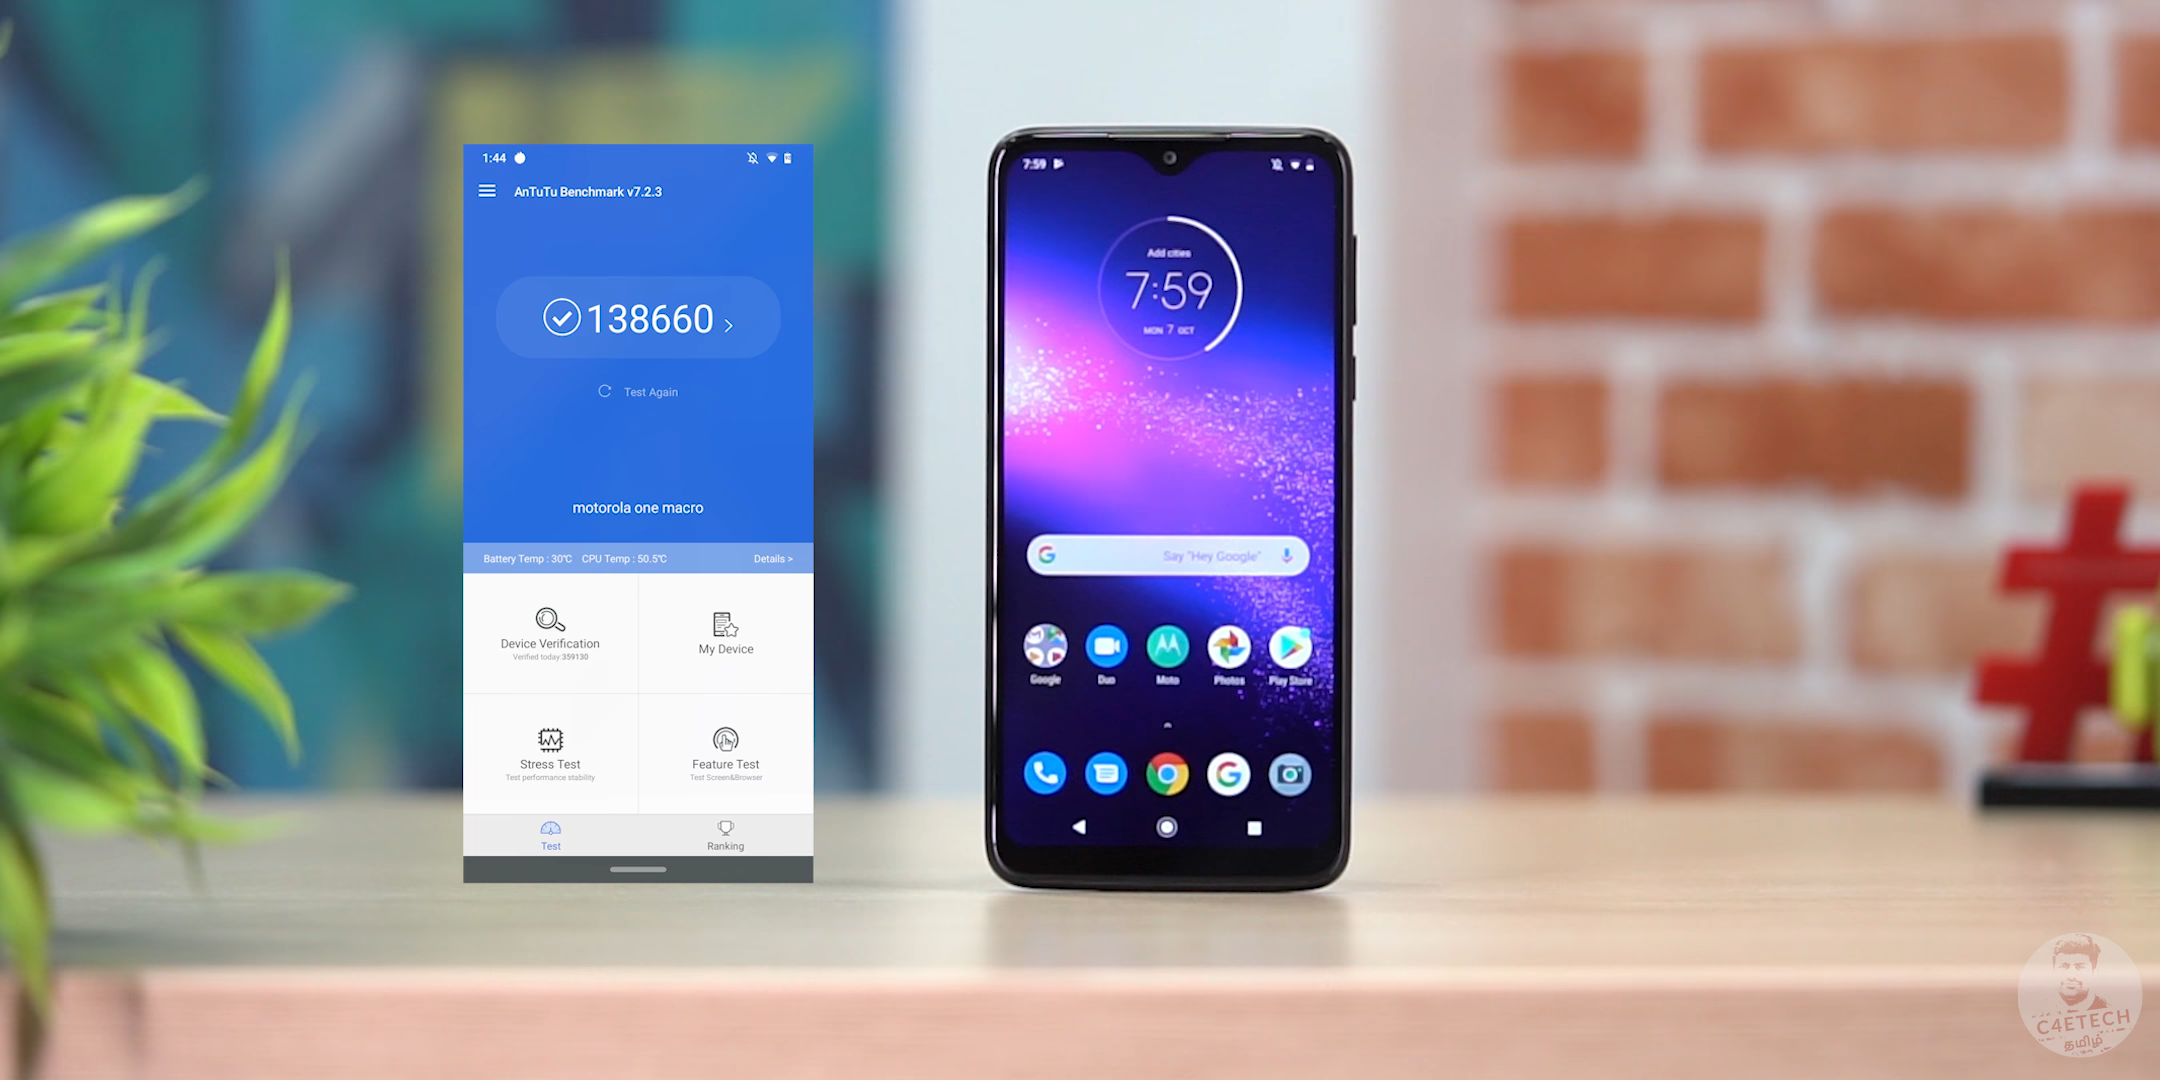 1:44
AnTuTu Benchmark v7.2.3
138660 >
Test Again
motorola one macro
Battery Temp : 30℃ CPU Temp : 50.5℃ Details >
Device Verification
Verified today:359130
My Device
Stress Test
Test performance stability
Feature Test
Test Screen&Browser
Test
Ranking
7:59
Add cities
7:59
MON 7 OCT
Say "Hey Google"
Google
Duo
Moto
Photos
Play Store
#
C4ETECH
தமிழ்